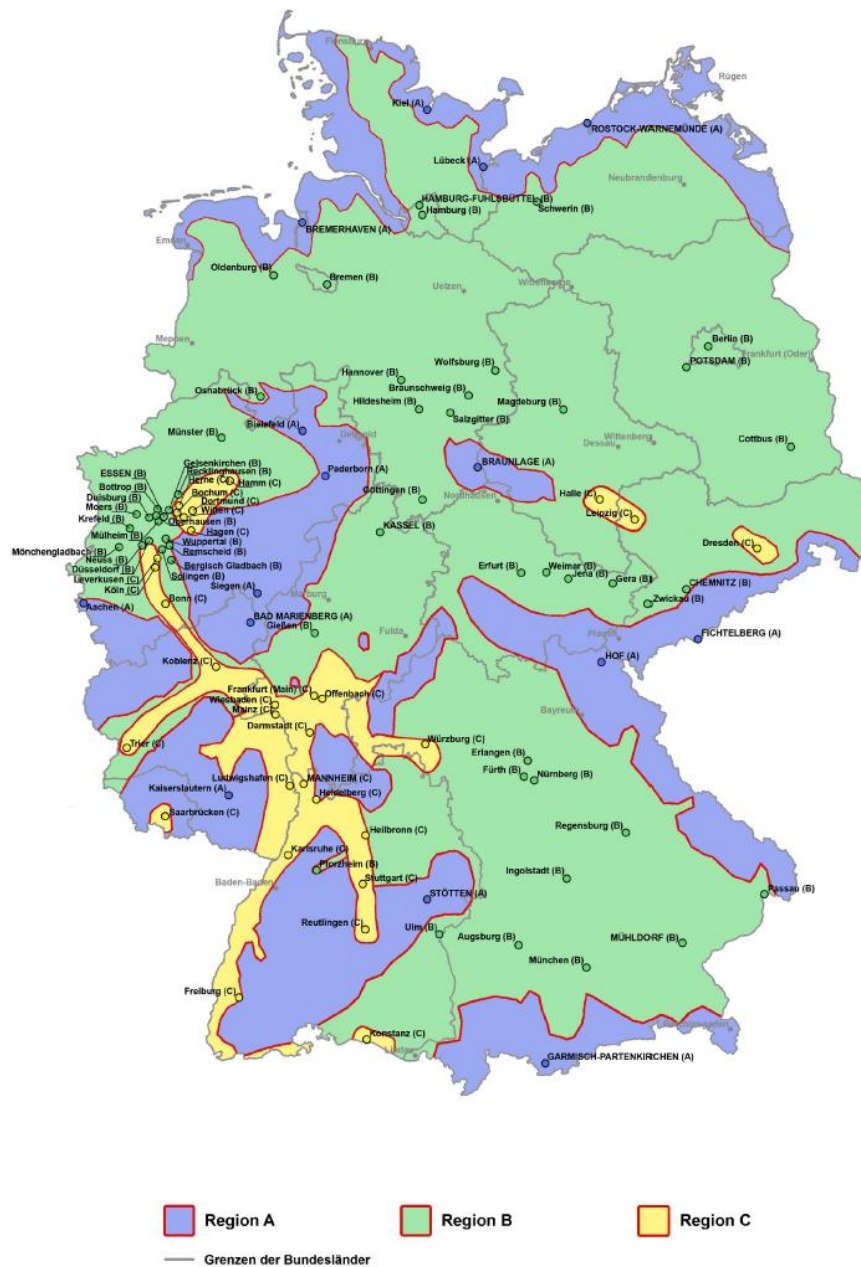 Flensburg
Rügen
Kiel (A)
ROSTOCK-WARNEMÜNDE (A)
Lübeck (A)
Neubrandenburg
HAMBURG-FUHLSBÜTTEL (B)
Hamburg (B)
Schwerin (B)
BREMERHAVEN (A)
Emden
Oldenburg (B)
Bremen (B)
Uelzen
Wittenberge
Meppen
Berlin (B)
Frankfurt (Oder)
POTSDAM (B)
Wolfsburg (B)
Hannover (B)
Braunschweig (B)
Osnabrück (B)
Hildesheim (B)
Salzgitter (B)
Magdeburg (B)
Bielefeld (A)
Münster (B)
Detmold
Wittenberg
Dessau
Cottbus (B)
Gelsenkirchen (B)
Recklinghausen (B)
ESSEN (B)
Herne (C)
Hamm (C)
Paderborn (A)
BRAUNLAGE (A)
Bottrop (B)
Bochum (C)
Duisburg (B)
Dortmund (C)
Göttingen (B)
Nordhausen
Halle (C)
Moers (B)
Witten (C)
Leipzig (C)
Krefeld (B)
Oberhausen (B)
Hagen (C)
KASSEL (B)
Mülheim (B)
Wuppertal (B)
Dresden (C)
Mönchengladbach (B)
Remscheid (B)
Neuss (B)
Bergisch Gladbach (B)
Düsseldorf (B)
Solingen (B)
Erfurt (B)
Weimar (B)
Jena (B)
Gera (B)
CHEMNITZ (B)
Leverkusen (C)
Köln (C)
Siegen (A)
Marburg
Zwickau (B)
Aachen (A)
Bonn (C)
BAD MARIENBERG (A)
Gießen (B)
Fulda
Plauen
FICHTELBERG (A)
HOF (A)
Koblenz (C)
Frankfurt (Main) (C)
Offenbach (C)
Wiesbaden (C)
Mainz (C)
Bayreuth
Darmstadt (C)
Trier (C)
Würzburg (C)
Erlangen (B)
Fürth (B)
Nürnberg (B)
Ludwigshafen (C)
MANNHEIM (C)
Kaiserslautern (A)
Heidelberg (C)
Saarbrücken (C)
Heilbronn (C)
Regensburg (B)
Karlsruhe (C)
Pforzheim (B)
Baden-Baden
Stuttgart (C)
Ingolstadt (B)
Passau (B)
STÖTTEN (A)
Reutlingen (C)
Ulm (B)
Augsburg (B)
MÜHLDORF (B)
München (B)
Freiburg (C)
Konstanz (C)
Lindau
GARMISCH-PARTENKIRCHEN (A)
Region A
Region B
Region C
Grenzen der Bundesländer